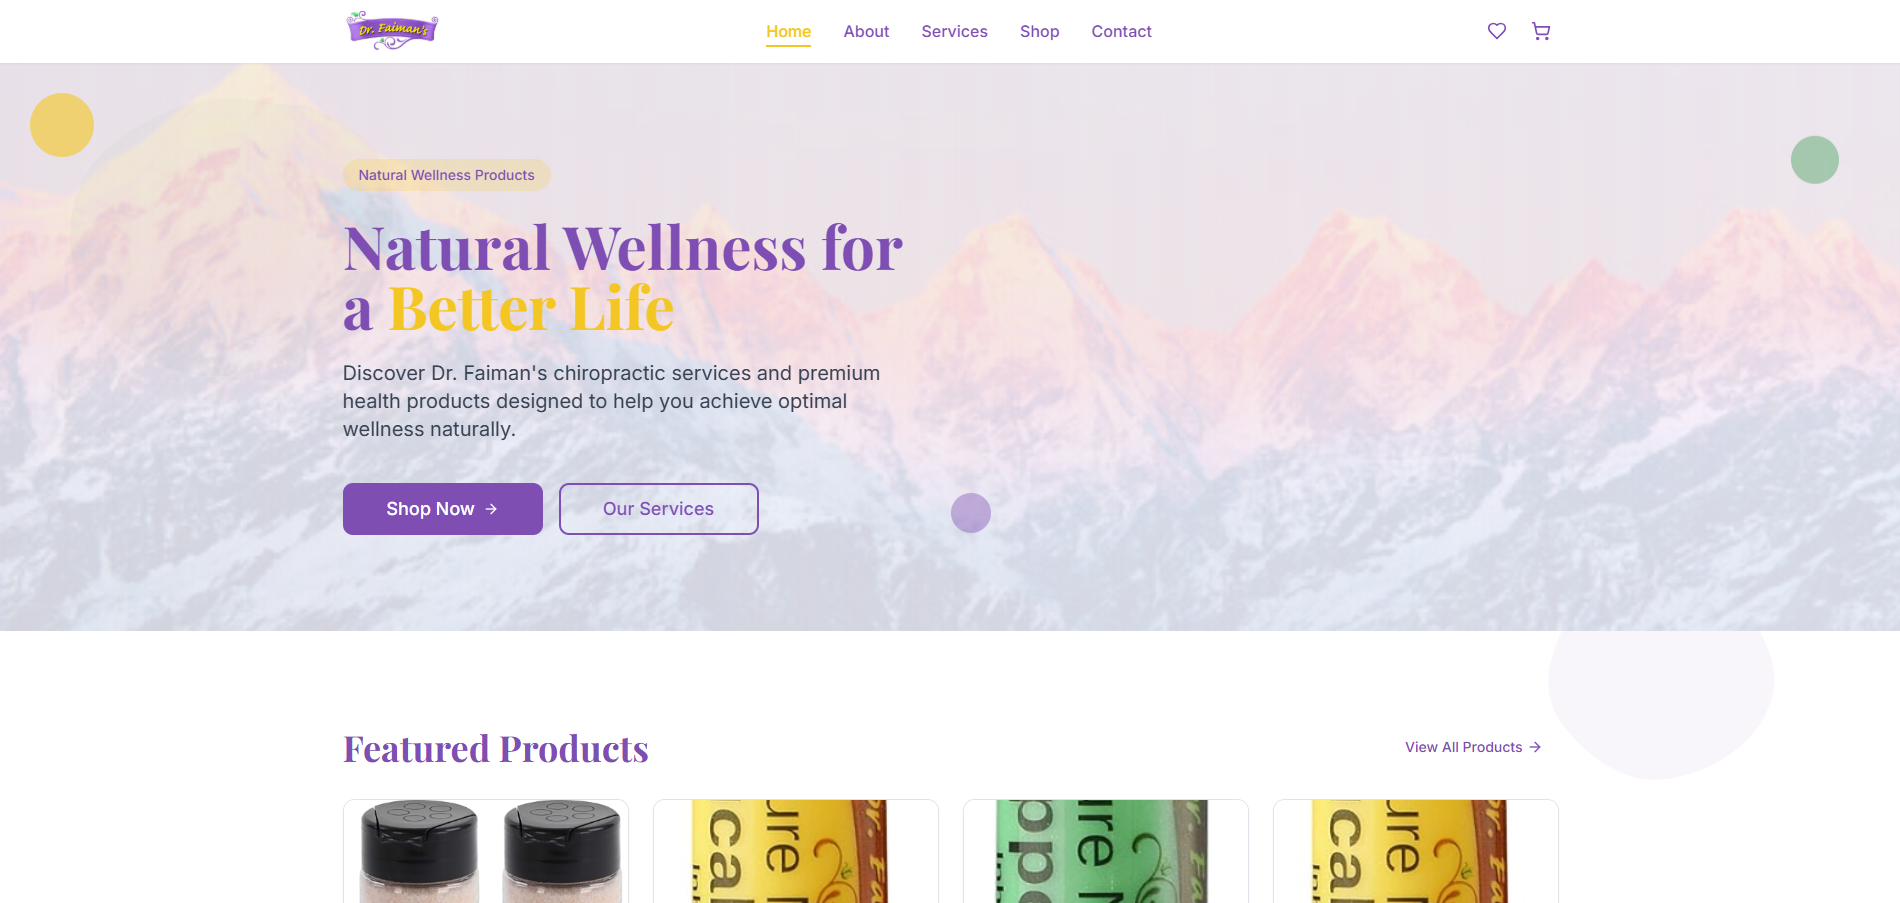 Dr. Faiman's
Home
About
Services
Shop
Contact
Natural Wellness Products
Natural Wellness for
a Better Life
Discover Dr. Faiman's chiropractic services and premium
health products designed to help you achieve optimal
wellness naturally.
Shop Now
Our Services
Featured Products
View All Products